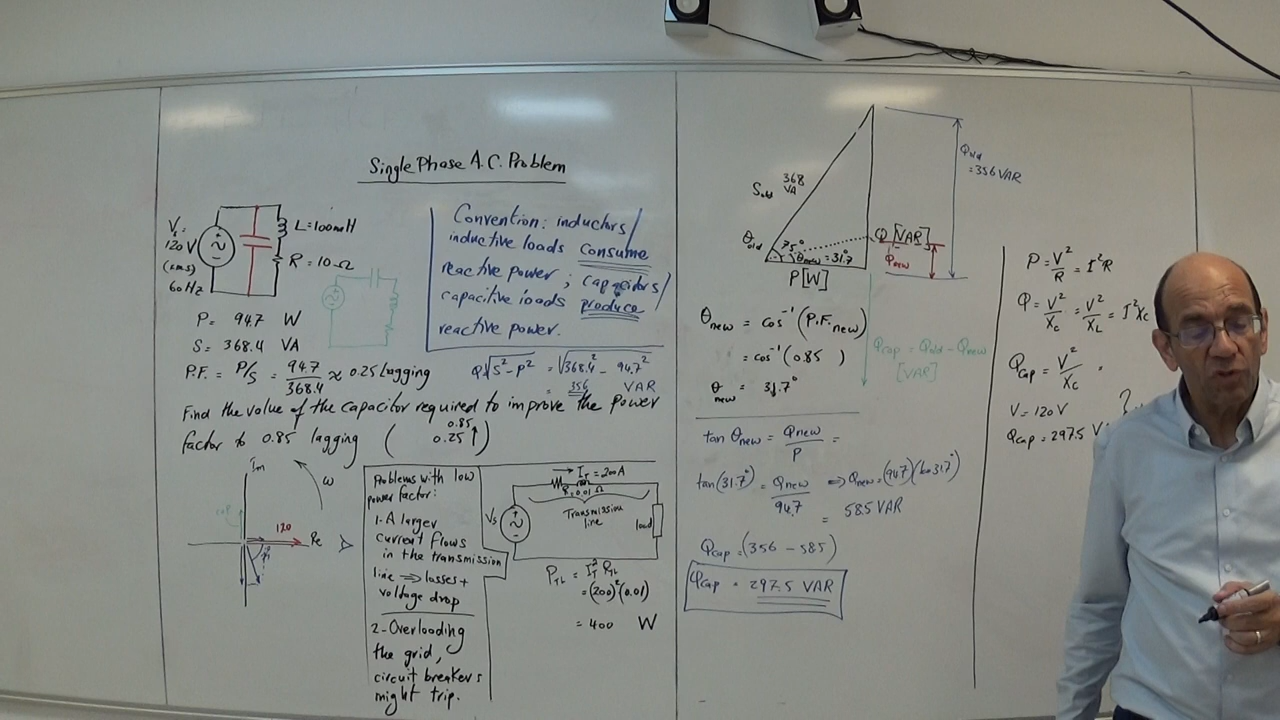 Single Phase A.C. Problem
Vs = 120 V (rms) 60 Hz
L=100mH
R = 10Ω
P= 94.7 W
S= 368.4 VA
P.F. = P/S = 94.7/368.4 ≈ 0.25 lagging
Convention: inductors/
inductive loads consume
reactive power; capacitors/
capacitive loads produce
reactive power.
Q=√S²-P² = √368.4² - 94.7²
= 356 VAR
Find the value of the capacitor required to improve the power
factor to 0.85 lagging (0.25↑ 0.85)
Im
ω
120
Re
Problems with low
power factor:
1- A larger
current flows
in the transmission
line ⇒ losses +
voltage drop
2- Overloading
the grid,
circuit breakers
might trip.
→ IT = 200A
R=0.01 Ω
Transmission
line
Vs
load
PTL = IT² RTL
= (200)²(0.01)
= 400 W
Sold 368 VA
θold 75°
θnew = 31.7
P[W]
Q [VAR]
Qnew
Qold
= 356 VAR
θnew = cos⁻¹ (P.F.new)
= cos⁻¹ (0.85 )
θnew = 31.7°
Qcap = Qold - Qnew
[VAR]
tan θnew = Qnew/P =
tan(31.7°) = Qnew/94.7 ⇒ Qnew = (94.7)(tan31.7°)
= 58.5 VAR
Qcap = (356 - 58.5)
Qcap = 297.5 VAR
P = V²/R = I²R
Q = V²/Xc = V²/XL = I²Xc
Qcap = V²/Xc =
V = 120 V
Qcap = 297.5 V